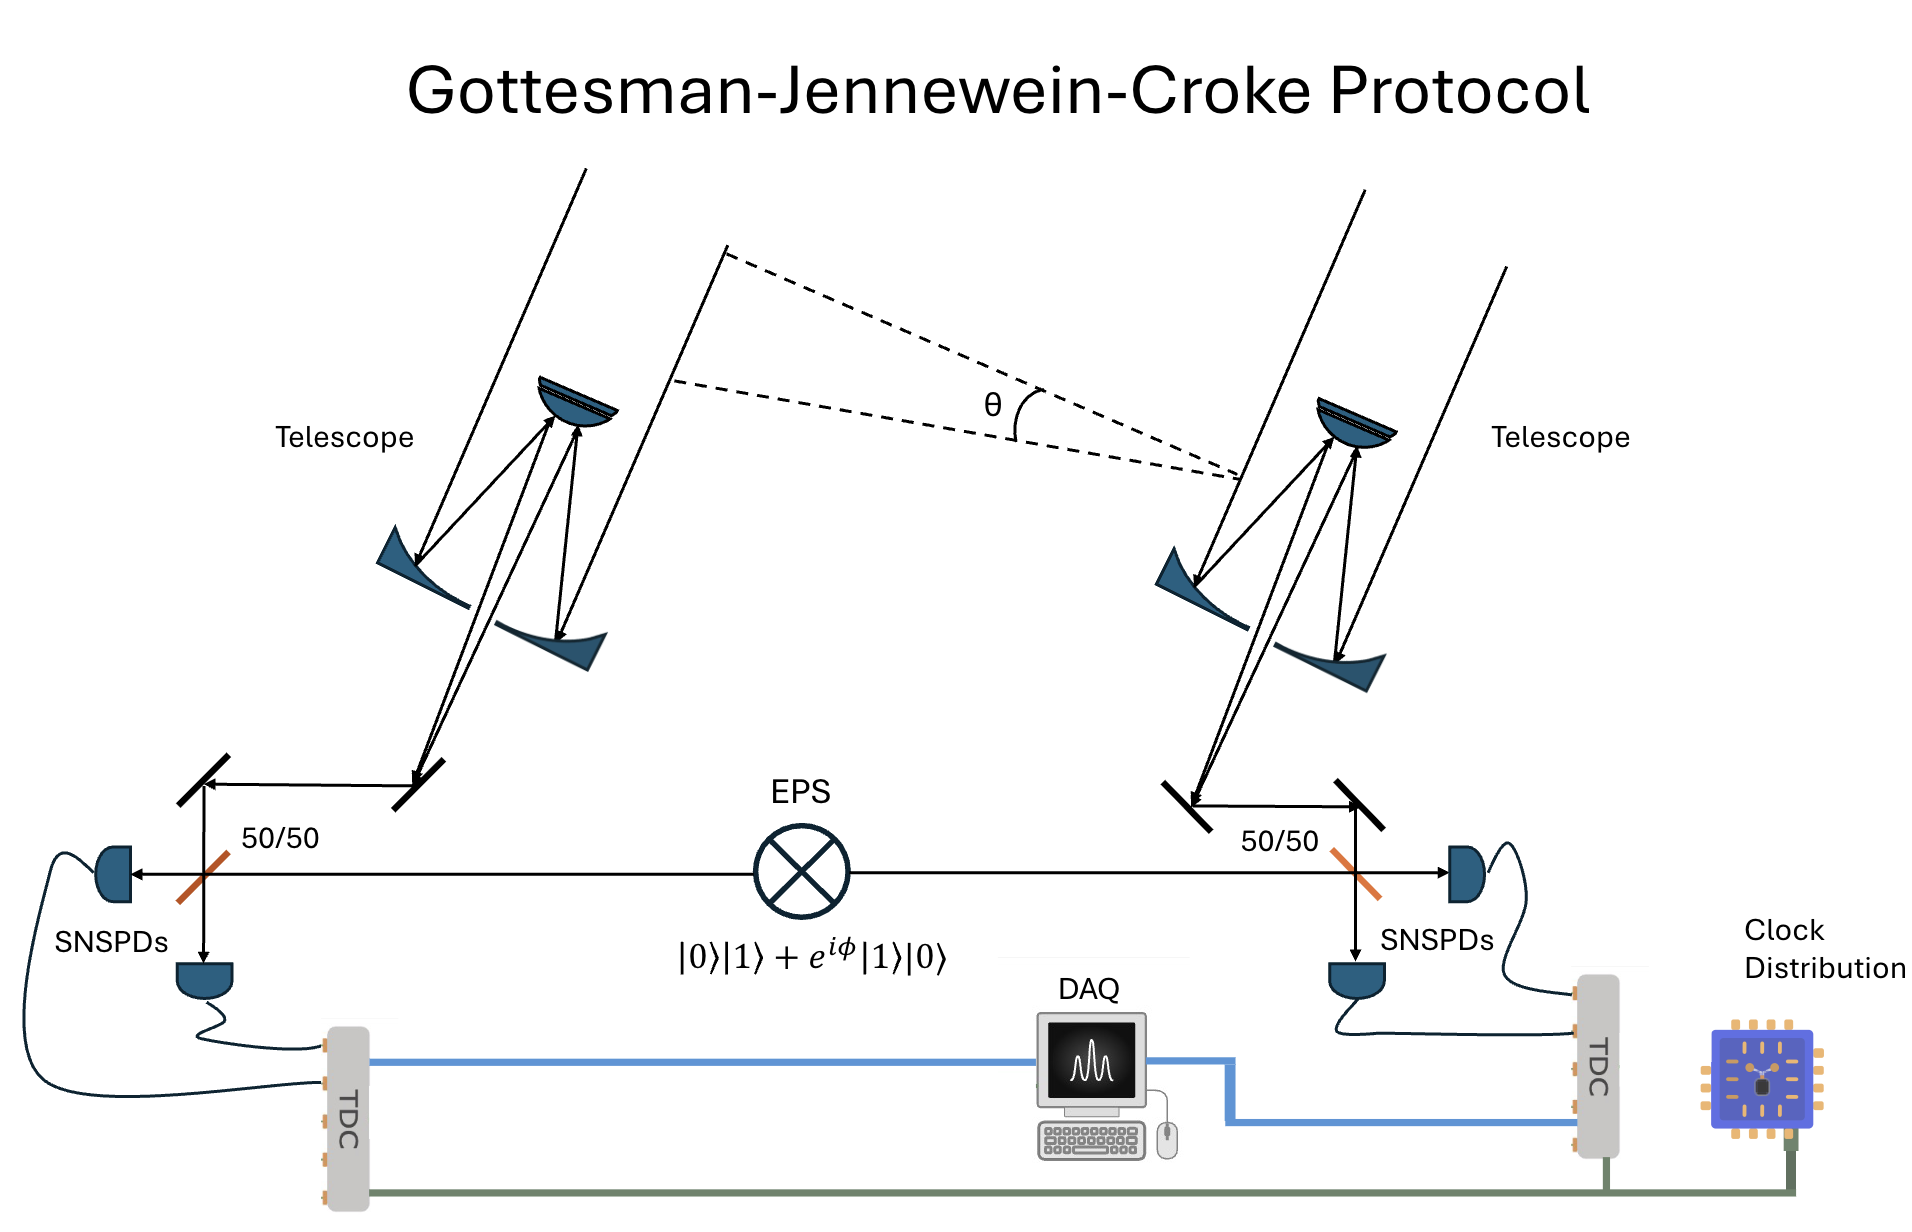 Gottesman-Jennewein-Croke Protocol
Telescope
θ
Telescope
EPS
50/50
50/50
SNSPDs
|0⟩|1⟩ + e^{iϕ}|1⟩|0⟩
SNSPDs
Clock
Distribution
DAQ
TDC
TDC